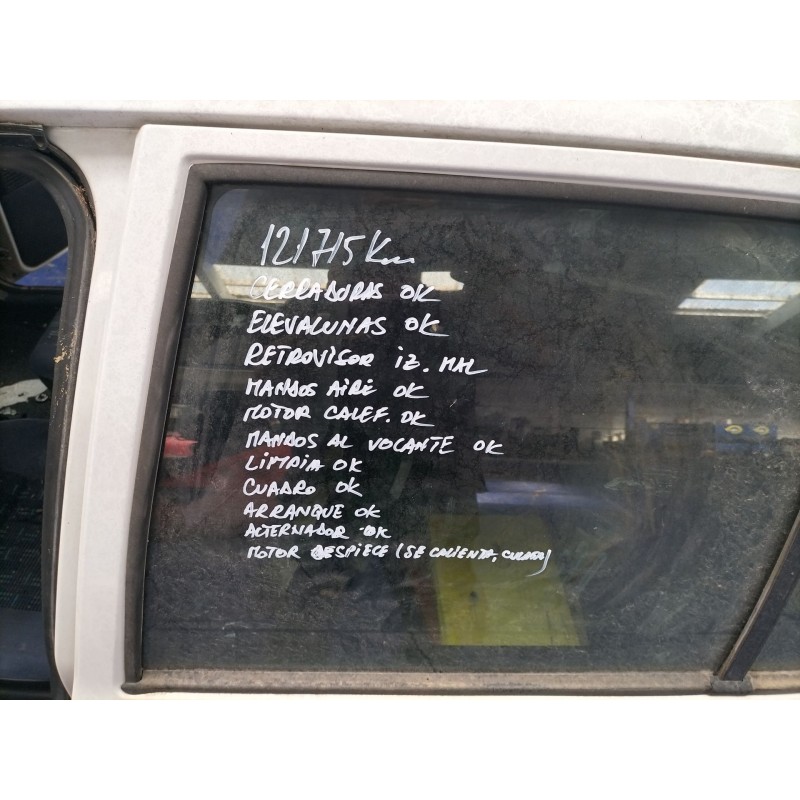 121715 Km
CERRADURAS OK
ELEVALUNAS OK
RETROVISOR IZ. MAL
MANDOS AIRE OK
MOTOR CALEF. OK
MANDOS AL VOLANTE OK
LIMPIA OK
CUADRO OK
ARRANQUE OK
ALTERNADOR OK
MOTOR DESPIECE (SE CALIENTA, CULATA)